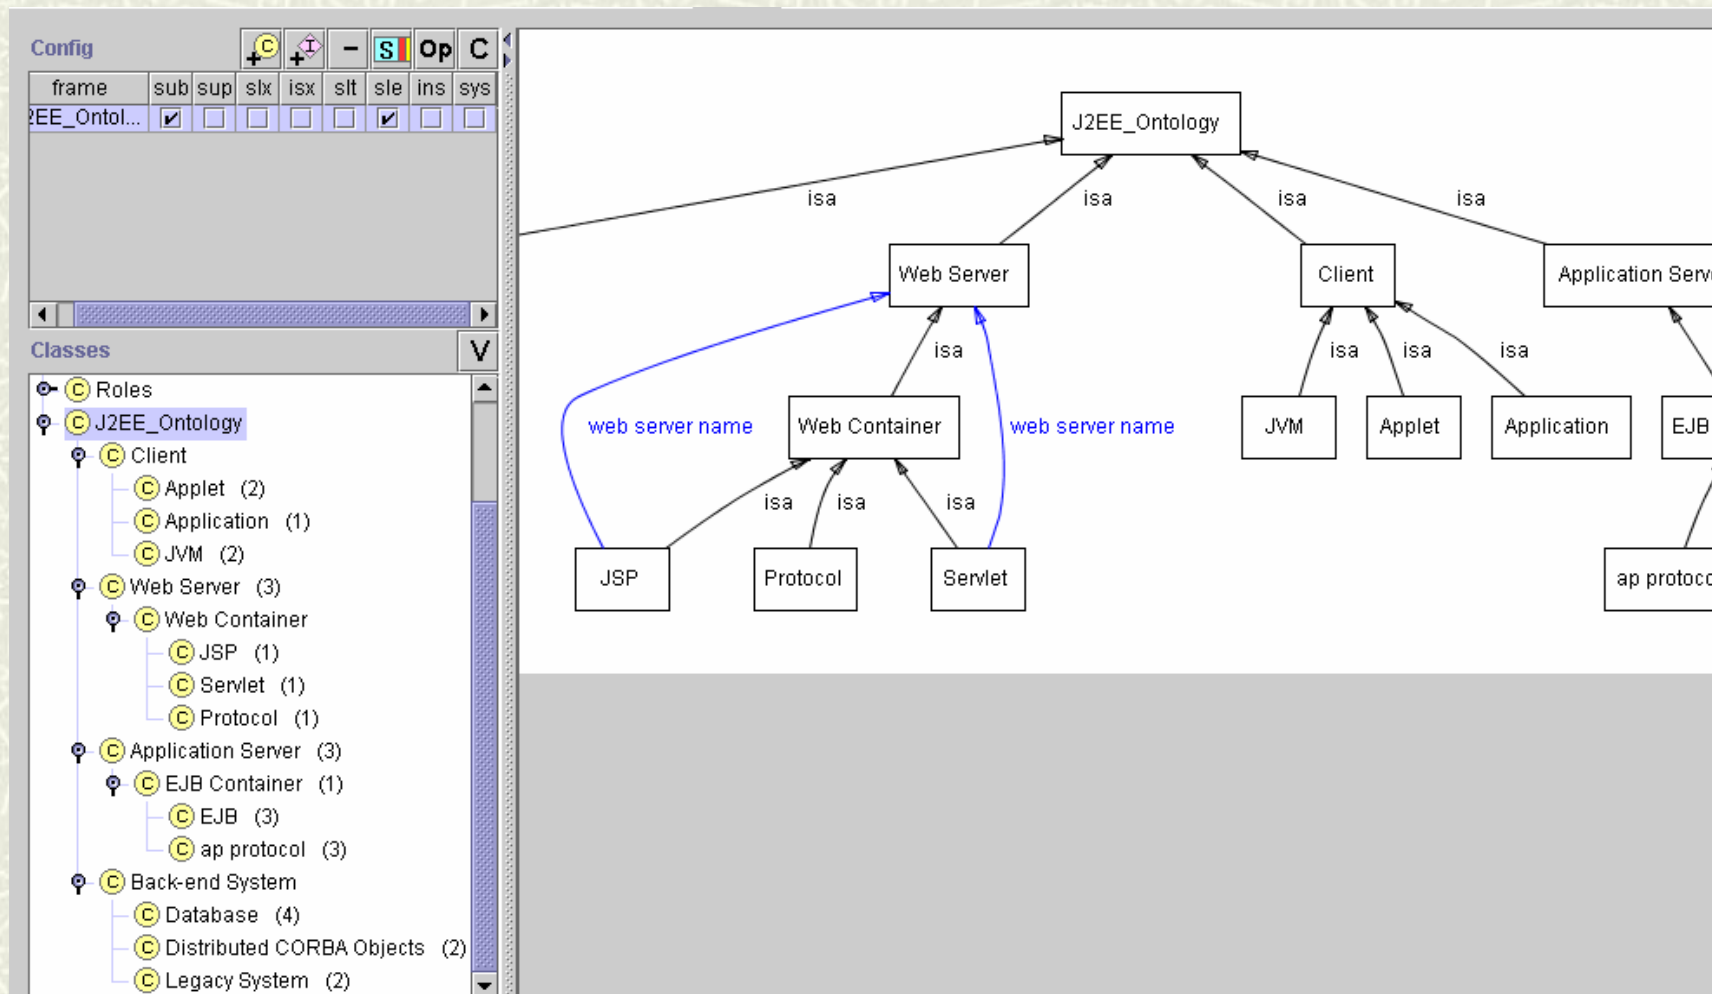 Config
C I - S Op C
frame sub sup slx isx slt sle ins sys
EE_Ontol...
Classes V
Roles
J2EE_Ontology
Client
Applet (2)
Application (1)
JVM (2)
Web Server (3)
Web Container
JSP (1)
Servlet (1)
Protocol (1)
Application Server (3)
EJB Container (1)
EJB (3)
ap protocol (3)
Back-end System
Database (4)
Distributed CORBA Objects (2)
Legacy System (2)
J2EE_Ontology
isa isa isa isa
Web Server Client Application Serv
isa isa isa isa
web server name Web Container web server name JVM Applet Application EJB
isa isa isa
JSP Protocol Servlet ap protoco